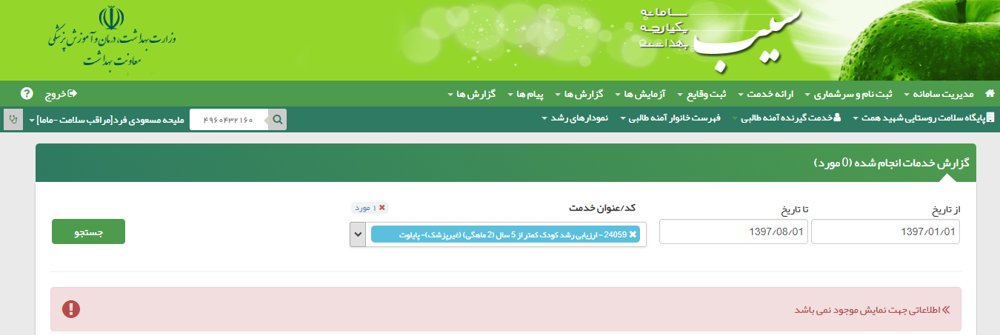 وزارت بهداشت، درمان و آموزش پزشکی
معاونت بهداشت
سامانه
یکپارچه
بهداشت
سیب
مدیریت سامانه ثبت نام و سرشماری ارائه خدمت ثبت وقایع آزمایش ها گزارش ها پیام ها گزارش ها خروج ?
پایگاه سلامت روستایی شهید همت خدمت گیرنده آمنه طالبی فهرست خانوار آمنه طالبی نمودارهای رشد ۴۹۶۰۴۳۲۱۶۰ ملیحه مسعودی فرد[مراقب سلامت -ماما]
گزارش خدمات انجام شده (0 مورد)
از تاریخ تا تاریخ کد/عنوان خدمت ۱ مورد
1397/01/01 1397/08/01 24059 - ارزیابی رشد کودک کمتر از 5 سال (2 ماهگی) (غیرپزشک)- پایلوت جستجو
اطلاعاتی جهت نمایش موجود نمی باشد